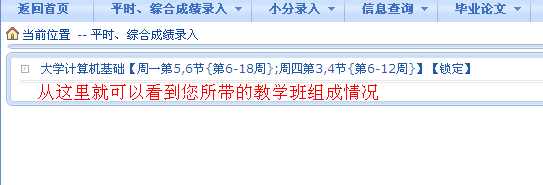 返回首页 平时、综合成绩录入 小分录入 信息查询 毕业论文
当前位置 -- 平时、综合成绩录入
大学计算机基础【周一第5,6节{第6-18周};周四第3,4节{第6-12周}】【锁定】
从这里就可以看到您所带的教学班组成情况